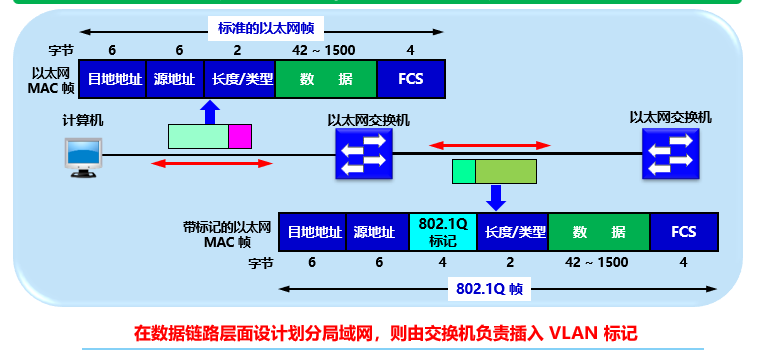 标准的以太网帧
字节 6 6 2 42 ~ 1500 4
以太网
MAC 帧
目地地址 源地址 长度/类型 数 据 FCS
计算机 以太网交换机 以太网交换机
带标记的以太网
MAC 帧
目地地址 源地址 802.1Q
标记 长度/类型 数 据 FCS
字节 6 6 4 2 42 ~ 1500 4
802.1Q 帧
在数据链路层面设计划分局域网，则由交换机负责插入 VLAN 标记